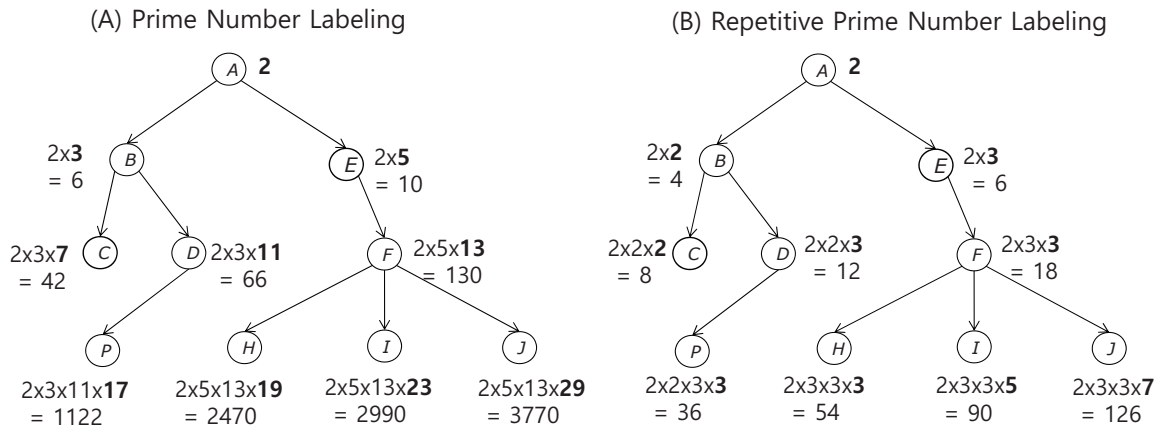 (A) Prime Number Labeling
A 2
2x3
= 6
B
E
2x5
= 10
2x3x7
= 42
C
D
2x3x11
= 66
F
2x5x13
= 130
P
H
I
J
2x3x11x17
= 1122
2x5x13x19
= 2470
2x5x13x23
= 2990
2x5x13x29
= 3770
(B) Repetitive Prime Number Labeling
A 2
2x2
= 4
B
E
2x3
= 6
2x2x2
= 8
C
D
2x2x3
= 12
F
2x3x3
= 18
P
H
I
J
2x2x3x3
= 36
2x3x3x3
= 54
2x3x3x5
= 90
2x3x3x7
= 126